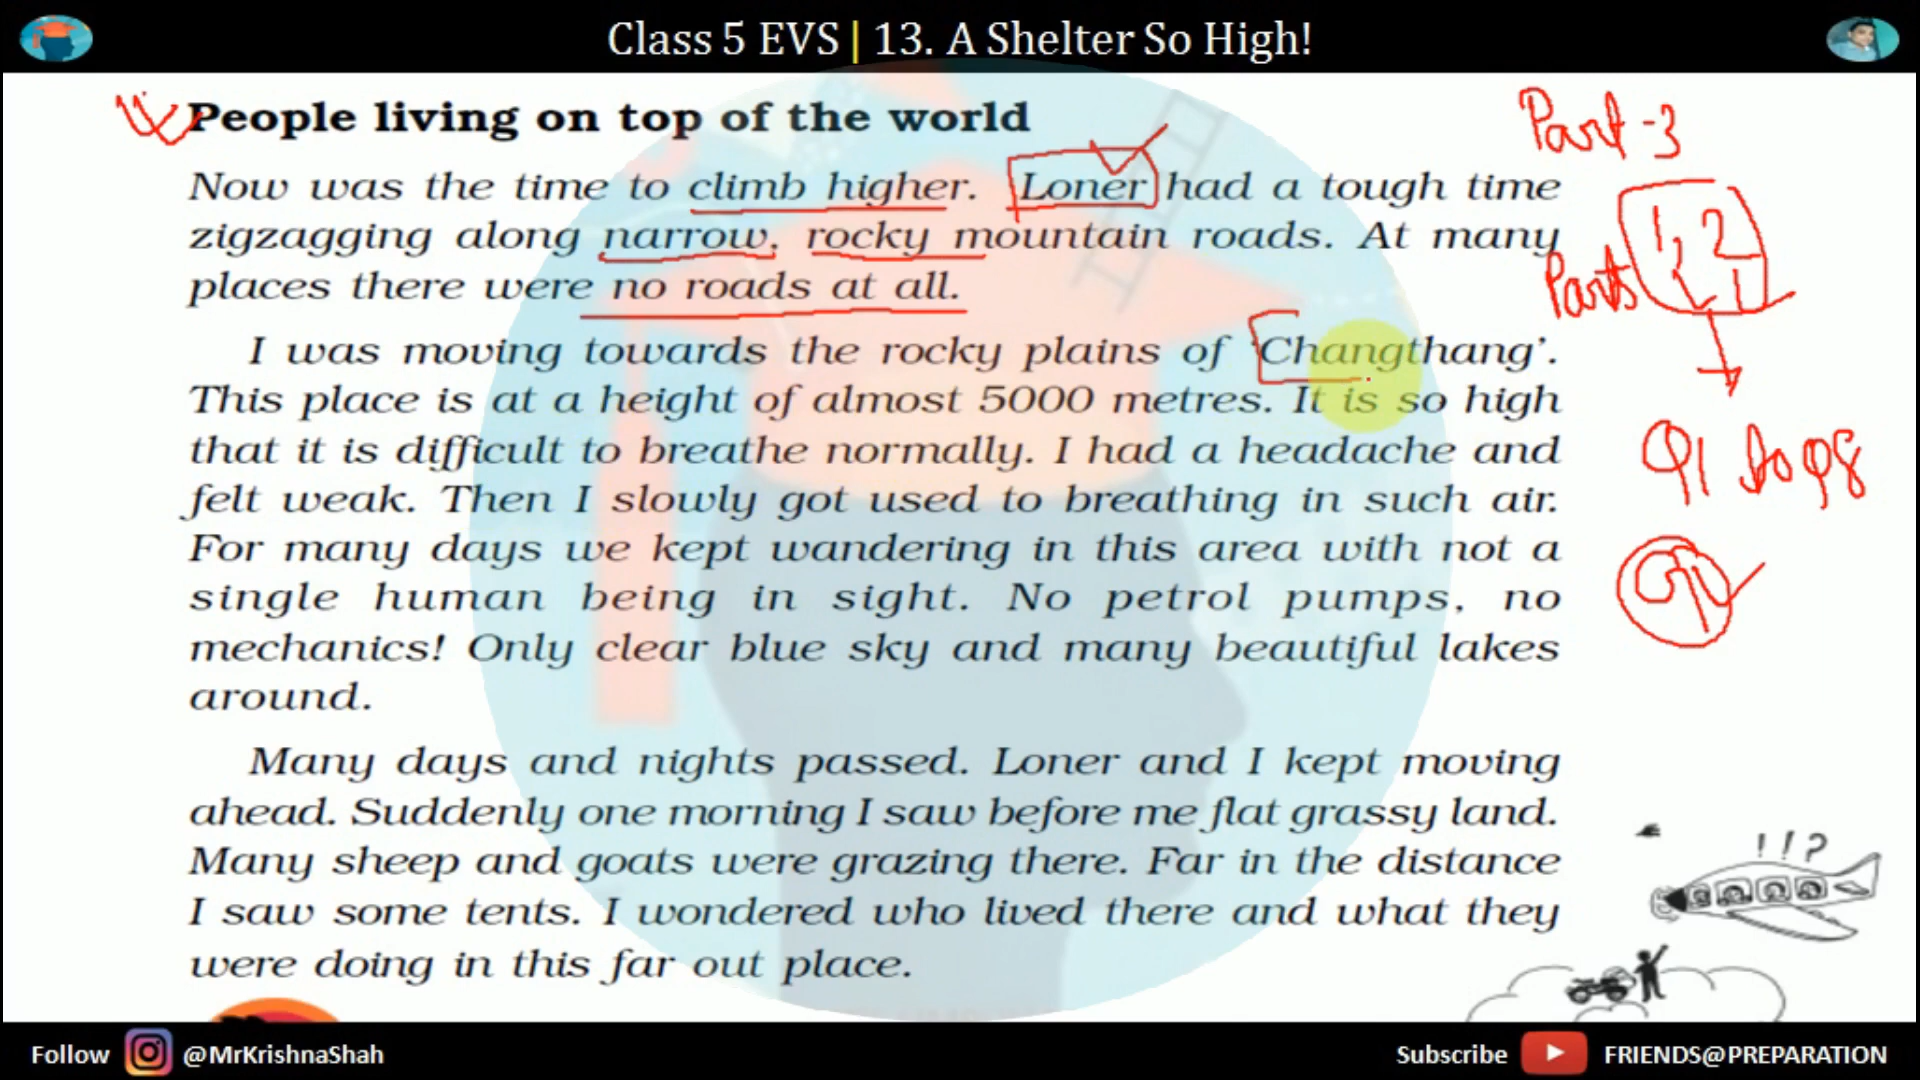 Class 5 EVS | 13. A Shelter So High!
People living on top of the world
Now was the time to climb higher. Loner had a tough time
zigzagging along narrow, rocky mountain roads. At many
places there were no roads at all.
I was moving towards the rocky plains of 'Changthang'.
This place is at a height of almost 5000 metres. It is so high
that it is difficult to breathe normally. I had a headache and
felt weak. Then I slowly got used to breathing in such air.
For many days we kept wandering in this area with not a
single human being in sight. No petrol pumps, no
mechanics! Only clear blue sky and many beautiful lakes
around.
Many days and nights passed. Loner and I kept moving
ahead. Suddenly one morning I saw before me flat grassy land.
Many sheep and goats were grazing there. Far in the distance
I saw some tents. I wondered who lived there and what they
were doing in this far out place.
Part-3
1, 2
Parts
Q1 to Q8
!!?
Follow @MrKrishnaShah
Subscribe FRIENDS@PREPARATION